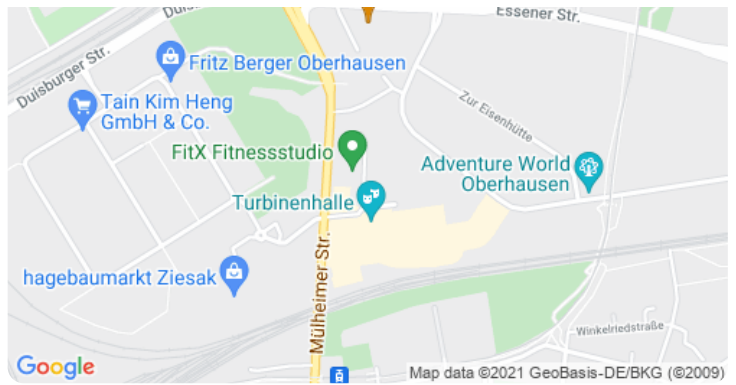 Duis
Essener Str.
Duisburger Str.
Fritz Berger Oberhausen
Tain Kim Heng
GmbH & Co.
Zur Eisenhütte
FitX Fitnessstudio
Adventure World
Oberhausen
Turbinenhalle
Mülheimer Str.
hagebaumarkt Ziesak
Winkelriedstraße
Google
Map data ©2021 GeoBasis-DE/BKG (©2009)